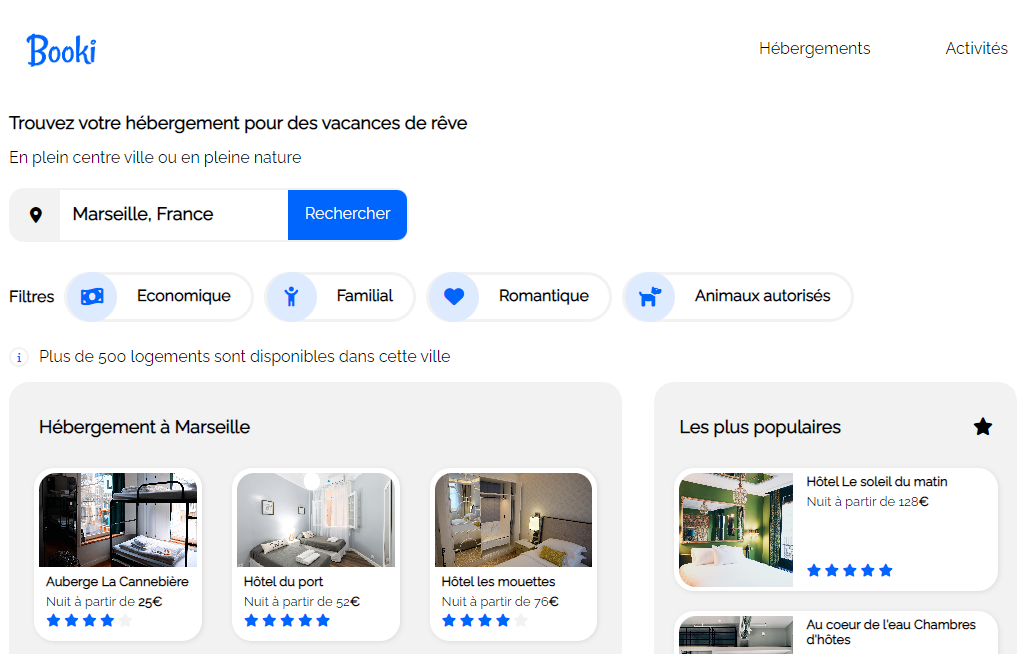 Booki
Hébergements
Activités
Trouvez votre hébergement pour des vacances de rêve
En plein centre ville ou en pleine nature
Marseille, France
Rechercher
Filtres
Economique
Familial
Romantique
Animaux autorisés
i
Plus de 500 logements sont disponibles dans cette ville
Hébergement à Marseille
Auberge La Cannebière
Nuit à partir de 25€
Hôtel du port
Nuit à partir de 52€
Hôtel les mouettes
Nuit à partir de 76€
Les plus populaires
Hôtel Le soleil du matin
Nuit à partir de 128€
Au coeur de l'eau Chambres
d'hôtes